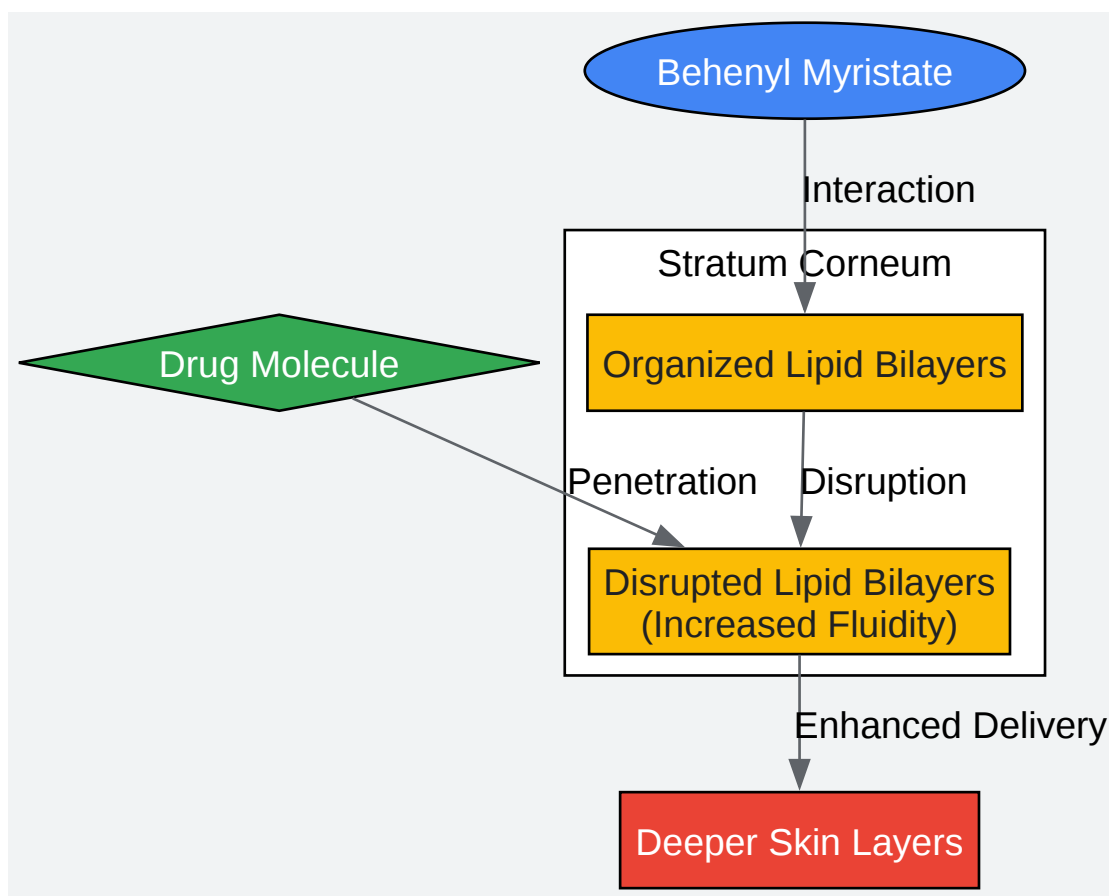 Behenyl Myristate
Interaction
Stratum Corneum
Drug Molecule
Organized Lipid Bilayers
Penetration
Disruption
Disrupted Lipid Bilayers
(Increased Fluidity)
Enhanced Delivery
Deeper Skin Layers